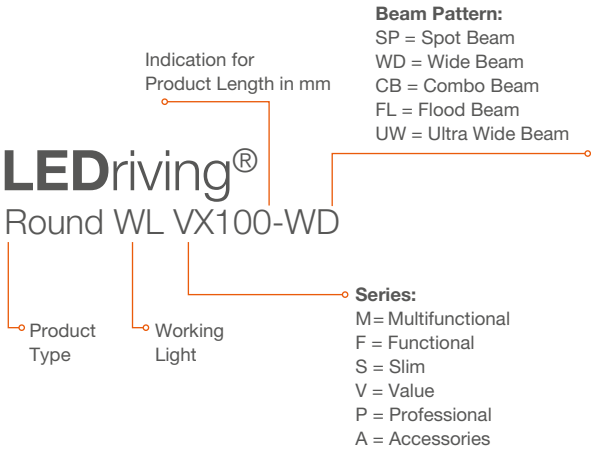 Beam Pattern:
SP = Spot Beam
WD = Wide Beam
CB = Combo Beam
FL = Flood Beam
UW = Ultra Wide Beam
Indication for
Product Length in mm
LEDriving®
Round WL VX100-WD
Product
Type
Working
Light
Series:
M= Multifunctional
F = Functional
S = Slim
V = Value
P = Professional
A = Accessories